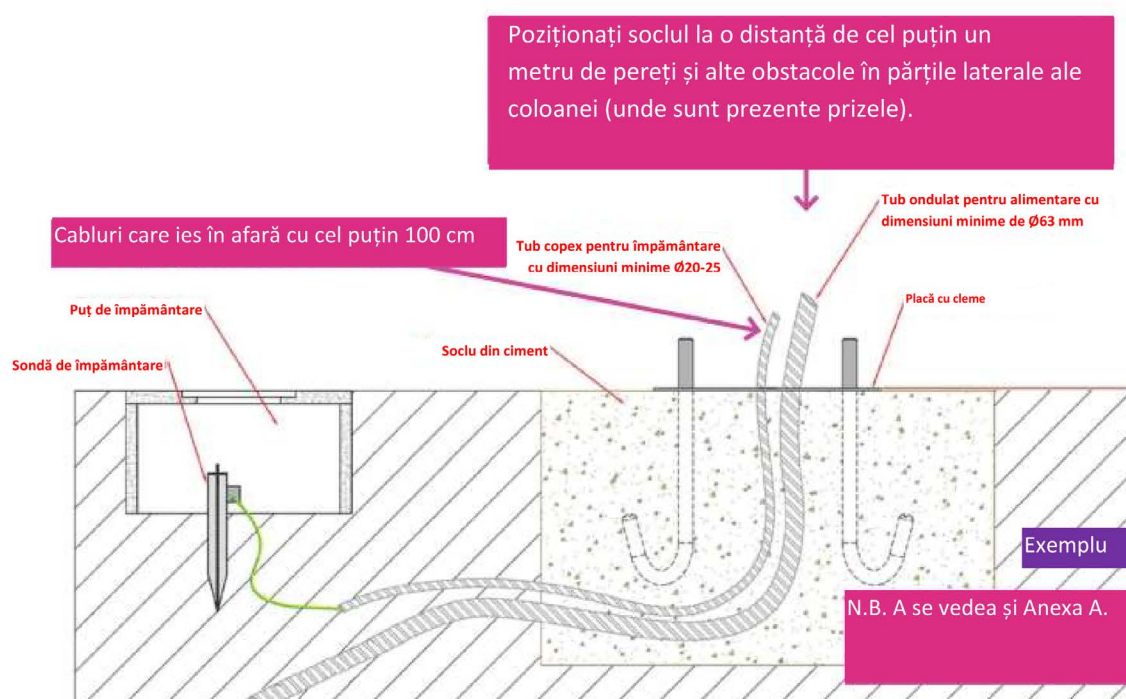 Poziționați soclul la o distanță de cel puțin un
metru de pereți și alte obstacole în părțile laterale ale
coloanei (unde sunt prezente prizele).
Tub ondulat pentru alimentare cu
dimensiuni minime de Ø63 mm
Cabluri care ies în afară cu cel puțin 100 cm
Tub copex pentru împământare
cu dimensiuni minime Ø20-25
Placă cu cleme
Puț de împământare
Soclu din ciment
Sondă de împământare
Exemplu
N.B. A se vedea și Anexa A.